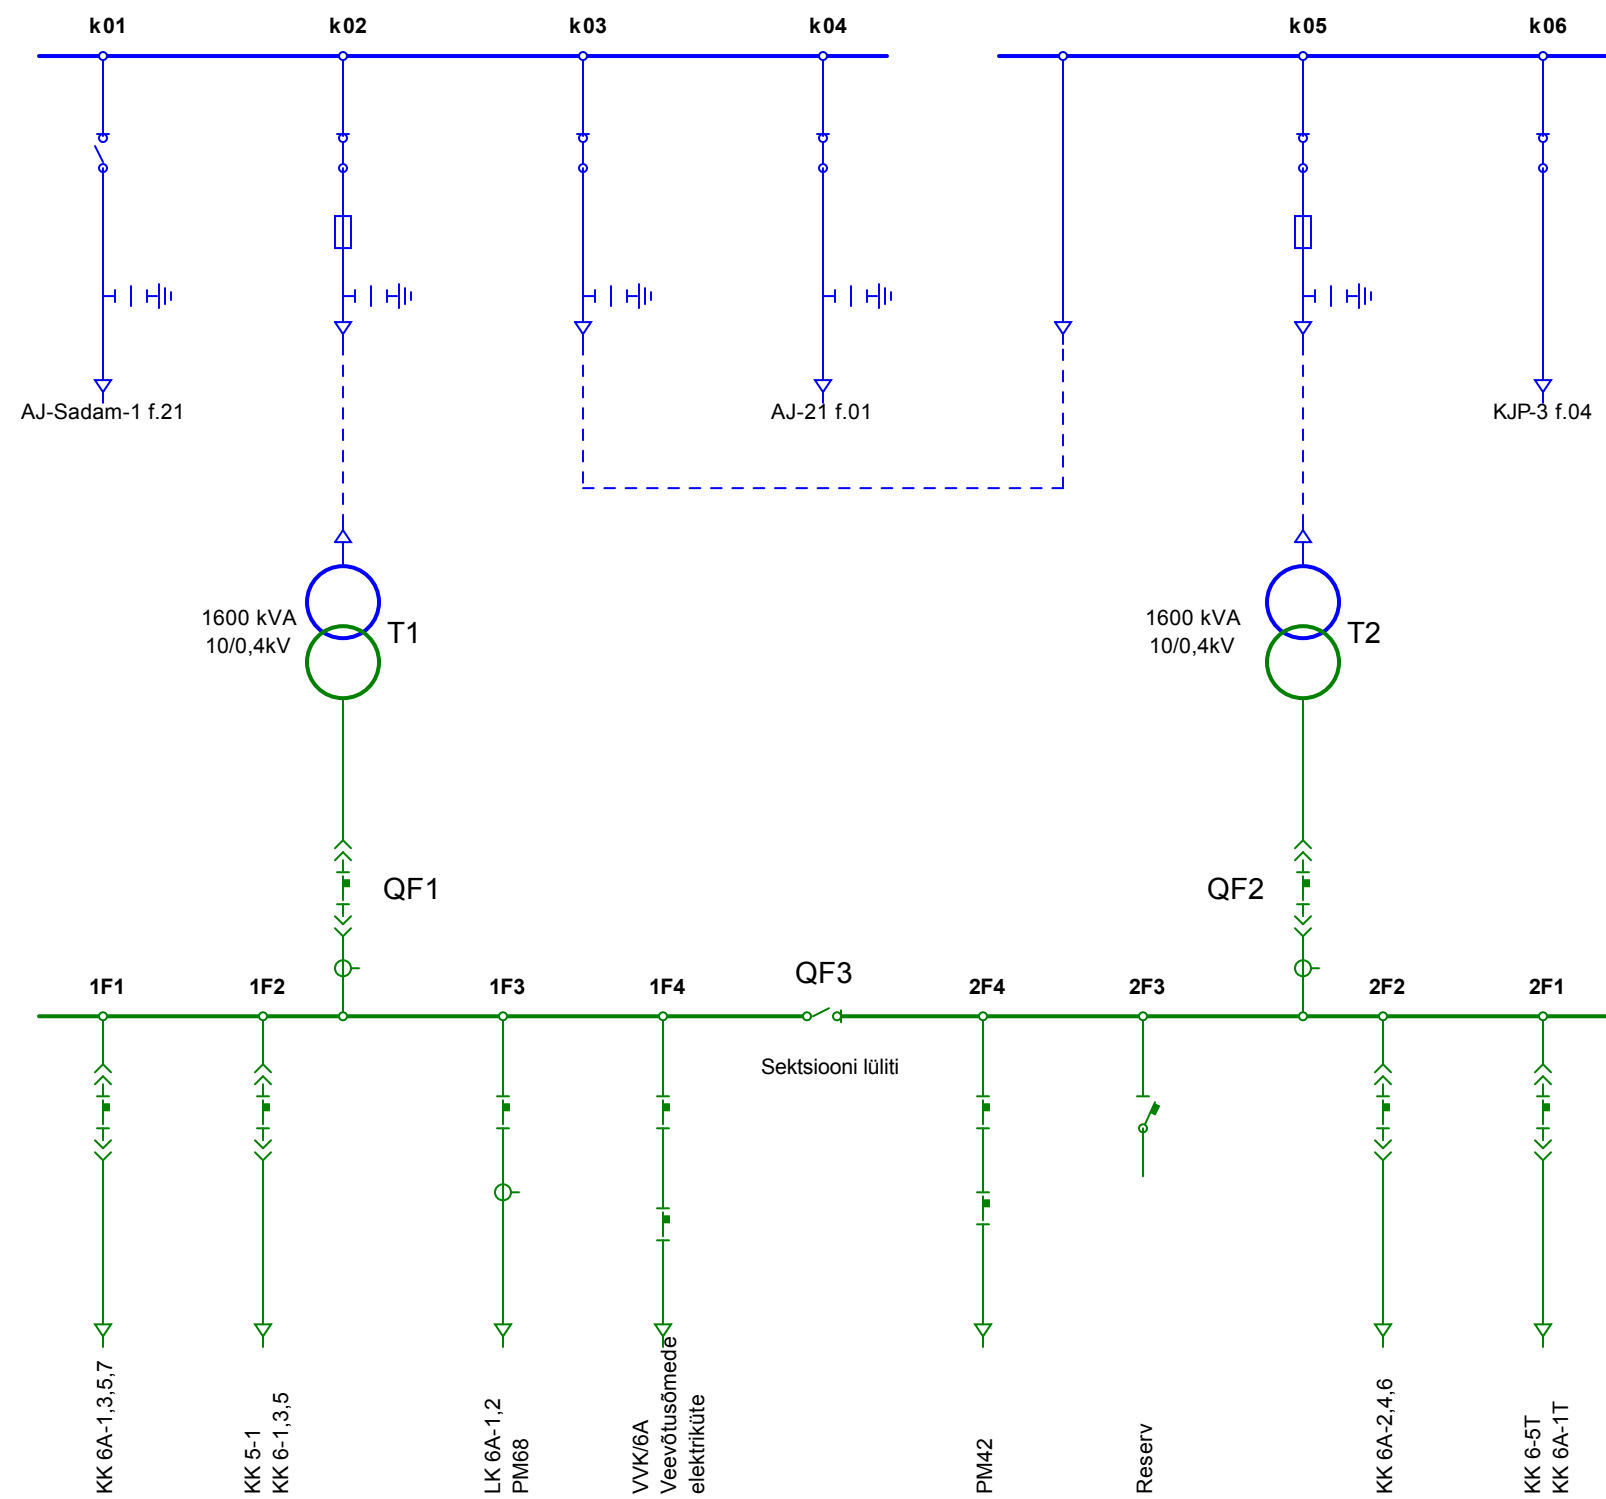 k01
k02
k03
k04
k05
k06
AJ-Sadam-1 f.21
AJ-21 f.01
KJP-3 f.04
1600 kVA
10/0,4kV
T1
1600 kVA
10/0,4kV
T2
QF1
QF2
QF3
1F1
1F2
1F3
1F4
2F4
2F3
2F2
2F1
Sektsiooni lüliti
KK 6A-1,3,5,7
KK 5-1
KK 6-1,3,5
LK 6A-1,2
PM68
VVK/6A
Veevõtusõmede
elektriküte
PM42
Reserv
KK 6A-2,4,6
KK 6-5T
KK 6A-1T